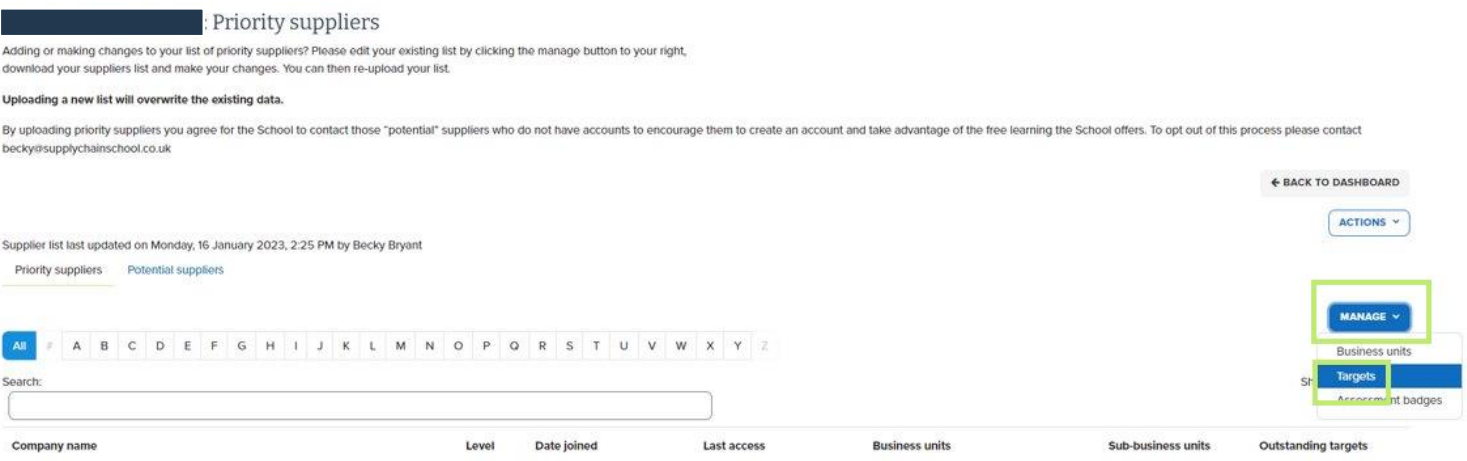 : Priority suppliers
Adding or making changes to your list of priority suppliers? Please edit your existing list by clicking the manage button to your right,
download your suppliers list and make your changes. You can then re-upload your list.
Uploading a new list will overwrite the existing data.
By uploading priority suppliers you agree for the School to contact those "potential" suppliers who do not have accounts to encourage them to create an account and take advantage of the free learning the School offers. To opt out of this process please contact
becky@supplychainschool.co.uk
← BACK TO DASHBOARD
ACTIONS
Supplier list last updated on Monday, 16 January 2023, 2:25 PM by Becky Bryant
Priority suppliers Potential suppliers
MANAGE
All # A B C D E F G H I J K L M N O P Q R S T U V W X Y Z
Business units
Search:
Sh
Targets
Assessment badges
Company name Level Date joined Last access Business units Sub-business units Outstanding targets